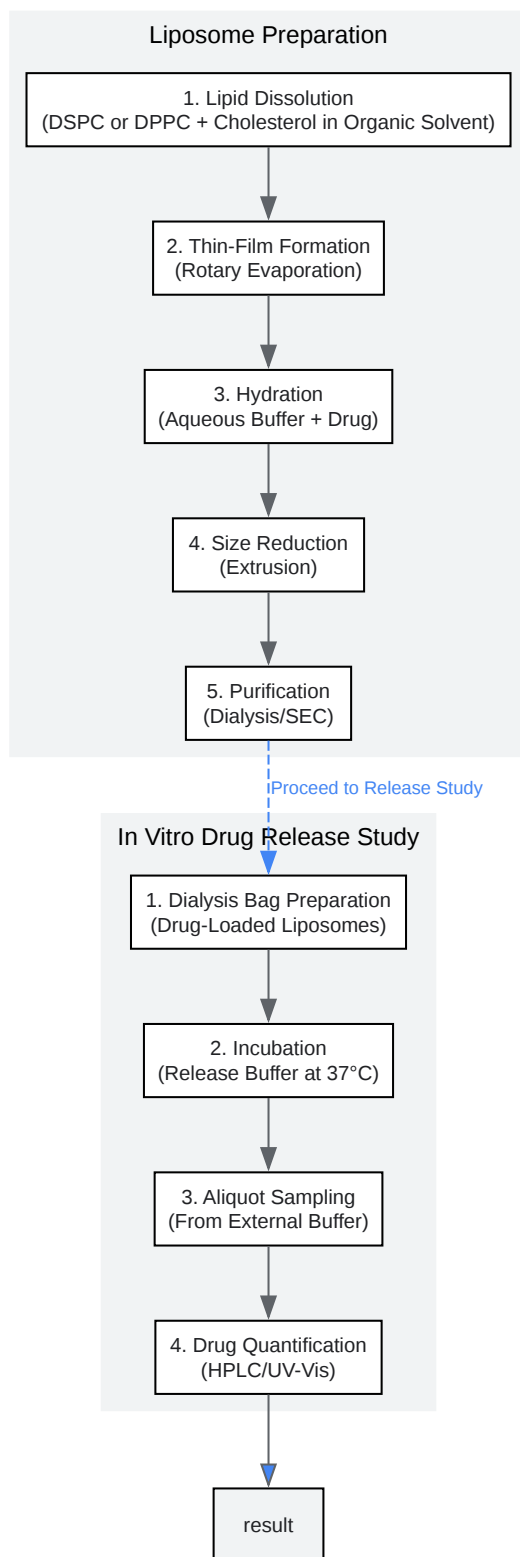 Liposome Preparation
1. Lipid Dissolution
(DSPC or DPPC + Cholesterol in Organic Solvent)
2. Thin-Film Formation
(Rotary Evaporation)
3. Hydration
(Aqueous Buffer + Drug)
4. Size Reduction
(Extrusion)
5. Purification
(Dialysis/SEC)
Proceed to Release Study
In Vitro Drug Release Study
1. Dialysis Bag Preparation
(Drug-Loaded Liposomes)
2. Incubation
(Release Buffer at 37°C)
3. Aliquot Sampling
(From External Buffer)
4. Drug Quantification
(HPLC/UV-Vis)
result